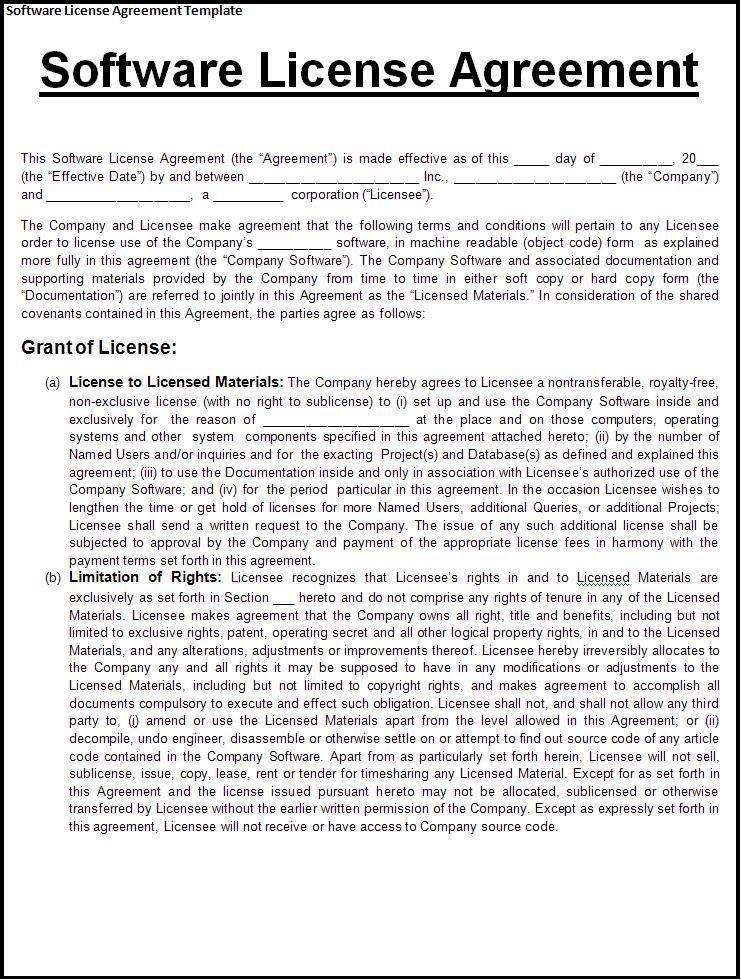 Software License Agreement Template
Software License Agreement
This Software License Agreement (the “Agreement”) is made effective as of this _____ day of __________, 20___
(the “Effective Date”) by and between ________________________ Inc., _______________________ (the “Company”)
and ____________________, a __________ corporation (“Licensee”).
The Company and Licensee make agreement that the following terms and conditions will pertain to any Licensee
order to license use of the Company’s __________ software, in machine readable (object code) form as explained
more fully in this agreement (the “Company Software”). The Company Software and associated documentation and
supporting materials provided by the Company from time to time in either soft copy or hard copy form (the
“Documentation”) are referred to jointly in this Agreement as the “Licensed Materials.” In consideration of the shared
covenants contained in this Agreement, the parties agree as follows:
Grant of License:
(a) License to Licensed Materials: The Company hereby agrees to Licensee a nontransferable, royalty-free,
non-exclusive license (with no right to sublicense) to (i) set up and use the Company Software inside and
exclusively for the reason of _____________________ at the place and on those computers, operating
systems and other system components specified in this agreement attached hereto; (ii) by the number of
Named Users and/or inquiries and for the exacting Project(s) and Database(s) as defined and explained this
agreement; (iii) to use the Documentation inside and only in association with Licensee’s authorized use of the
Company Software; and (iv) for the period particular in this agreement. In the occasion Licensee wishes to
lengthen the time or get hold of licenses for more Named Users, additional Queries, or additional Projects;
Licensee shall send a written request to the Company. The issue of any such additional license shall be
subjected to approval by the Company and payment of the appropriate license fees in harmony with the
payment terms set forth in this agreement.
(b) Limitation of Rights: Licensee recognizes that Licensee’s rights in and to Licensed Materials are
exclusively as set forth in Section ___ hereto and do not comprise any rights of tenure in any of the Licensed
Materials. Licensee makes agreement that the Company owns all right, title and benefits, including but not
limited to exclusive rights, patent, operating secret and all other logical property rights, in and to the Licensed
Materials, and any alterations, adjustments or improvements thereof. Licensee hereby irreversibly allocates to
the Company any and all rights it may be supposed to have in any modifications or adjustments to the
Licensed Materials, including but not limited to copyright rights, and makes agreement to accomplish all
documents compulsory to execute and effect such obligation. Licensee shall not, and shall not allow any third
party to, (i) amend or use the Licensed Materials apart from the level allowed in this Agreement; or (ii)
decompile, undo engineer, disassemble or otherwise settle on or attempt to find out source code of any article
code contained in the Company Software. Apart from as particularly set forth herein, Licensee will not sell,
sublicense, issue, copy, lease, rent or tender for timesharing any Licensed Material. Except for as set forth in
this Agreement and the license issued pursuant hereto may not be allocated, sublicensed or otherwise
transferred by Licensee without the earlier written permission of the Company. Except as expressly set forth in
this agreement, Licensee will not receive or have access to Company source code.